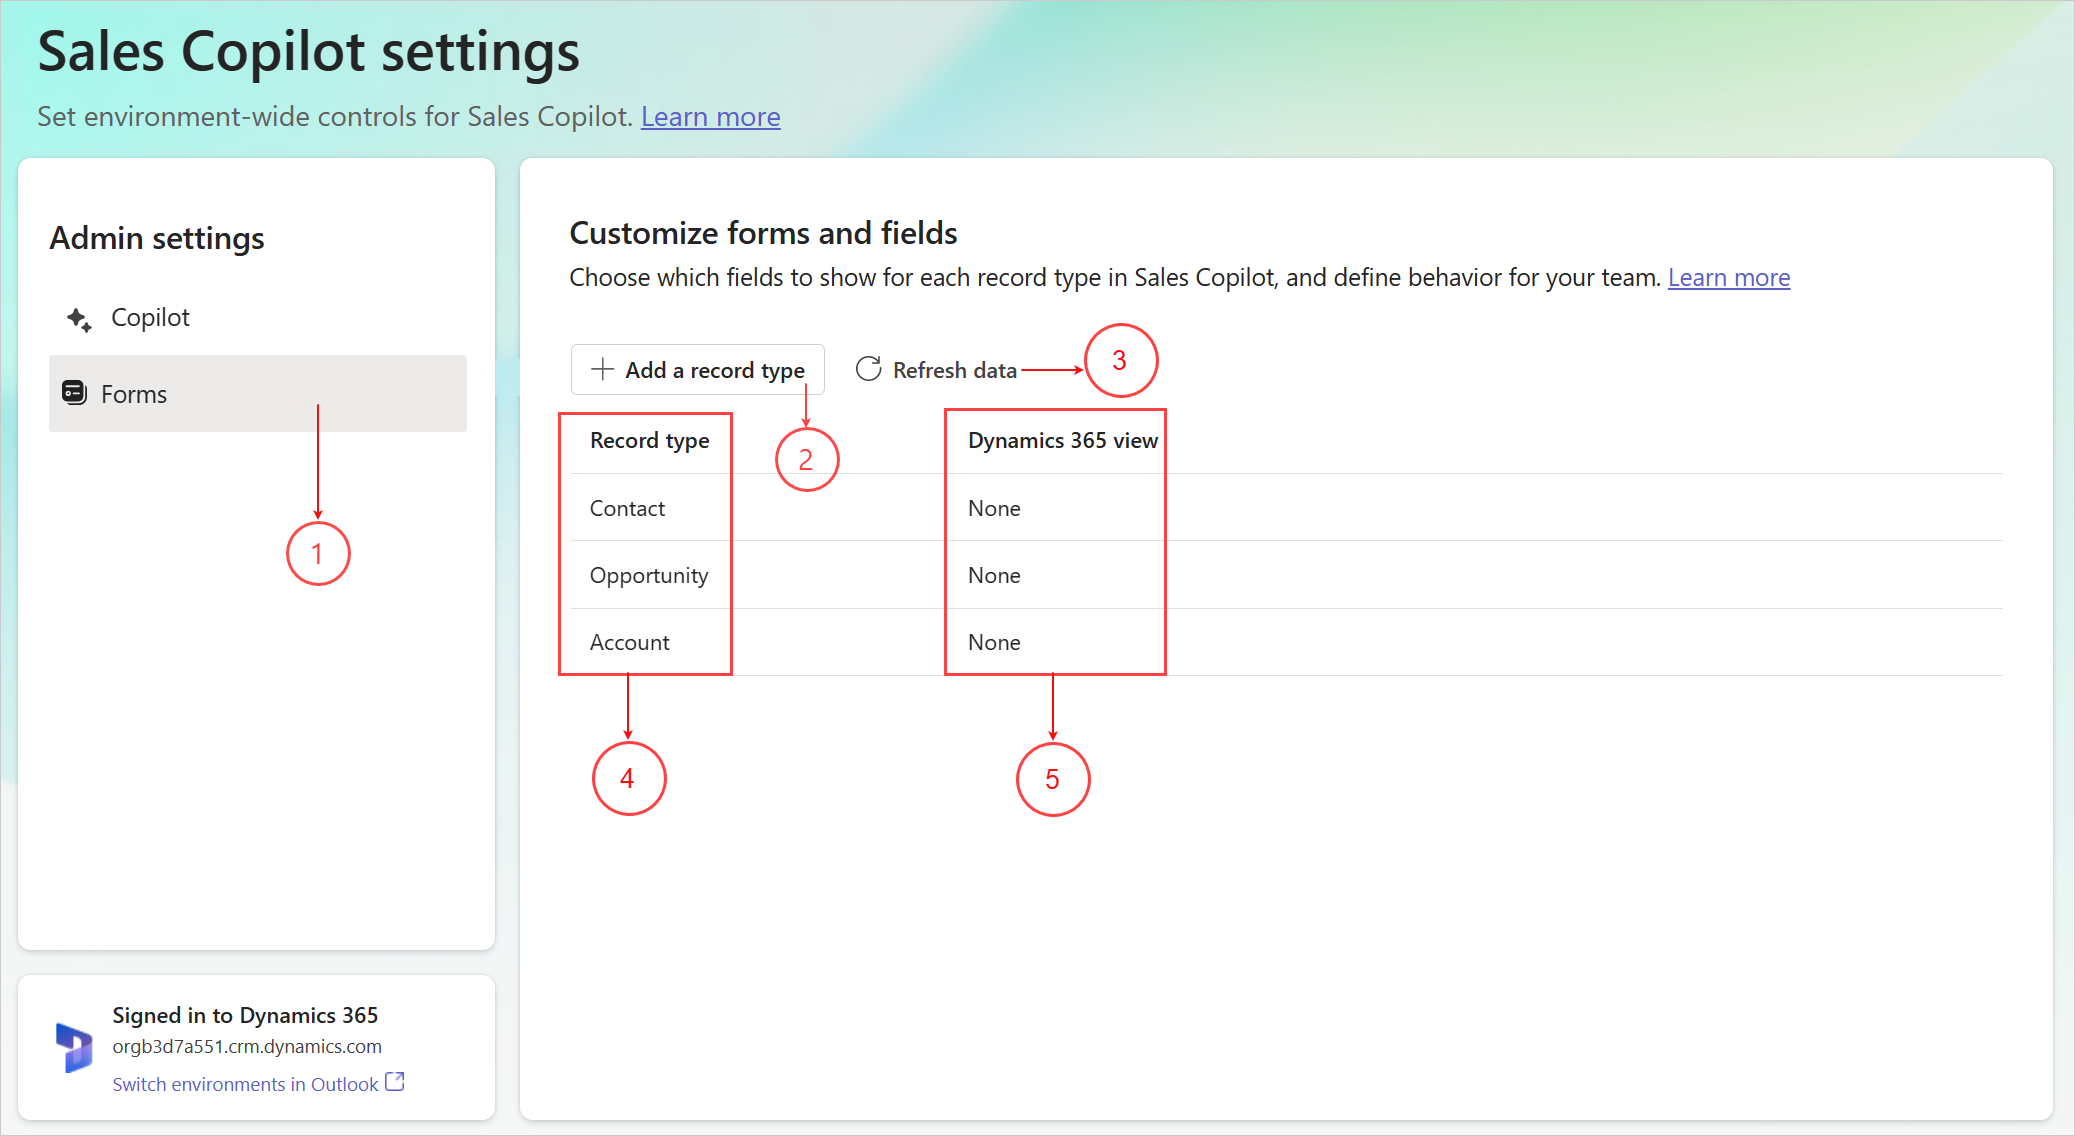 Sales Copilot settings
Set environment-wide controls for Sales Copilot. Learn more
Admin settings
Copilot
Forms
1
Customize forms and fields
Choose which fields to show for each record type in Sales Copilot, and define behavior for your team. Learn more
Add a record type
Refresh data
3
2
Record type
Dynamics 365 view
Contact
None
Opportunity
None
Account
None
4
5
Signed in to Dynamics 365
orgb3d7a551.crm.dynamics.com
Switch environments in Outlook